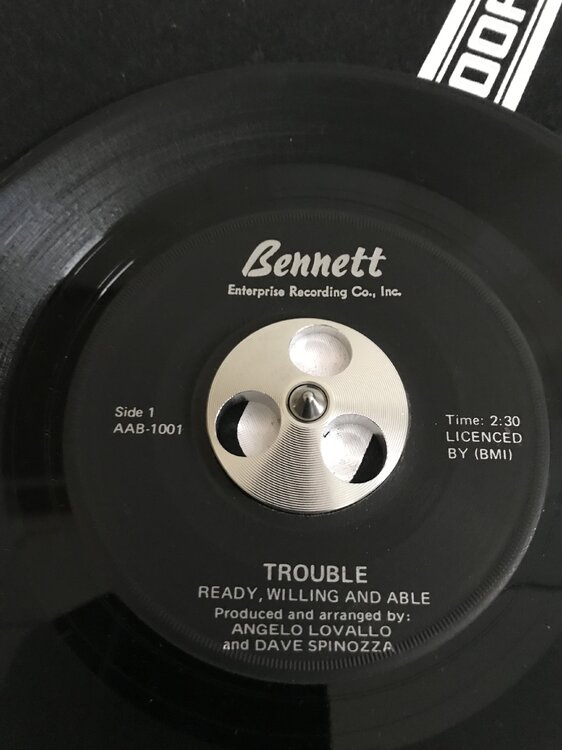 Bennett
Enterprise Recording Co., Inc.
Side 1
AAB-1001
Time: 2:30
LICENCED
BY (BMI)
TROUBLE
READY, WILLING AND ABLE
Produced and arranged by:
ANGELO LOVALLO
and DAVE SPINOZZA